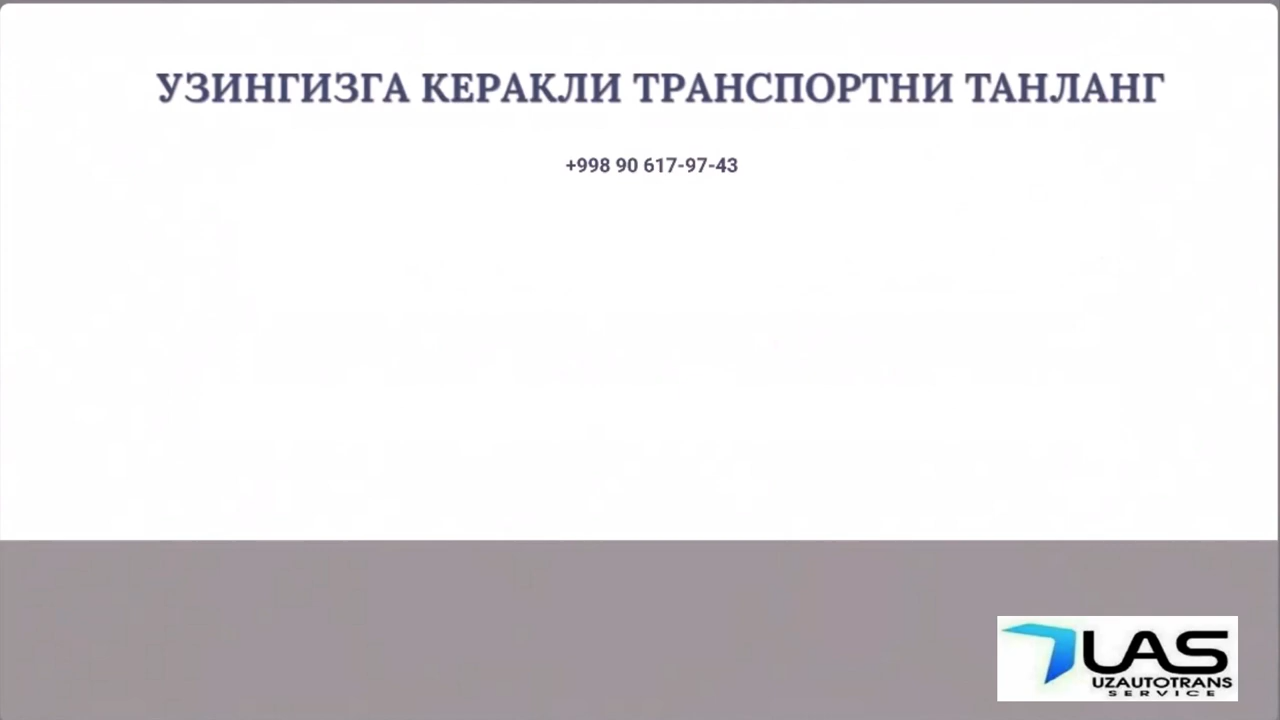 УЗИНГИЗГА КЕРАКЛИ ТРАНСПОРТНИ ТАНЛАНГ
+998 90 617-97-43
UAS
UZAUTOTRANS
SERVICE